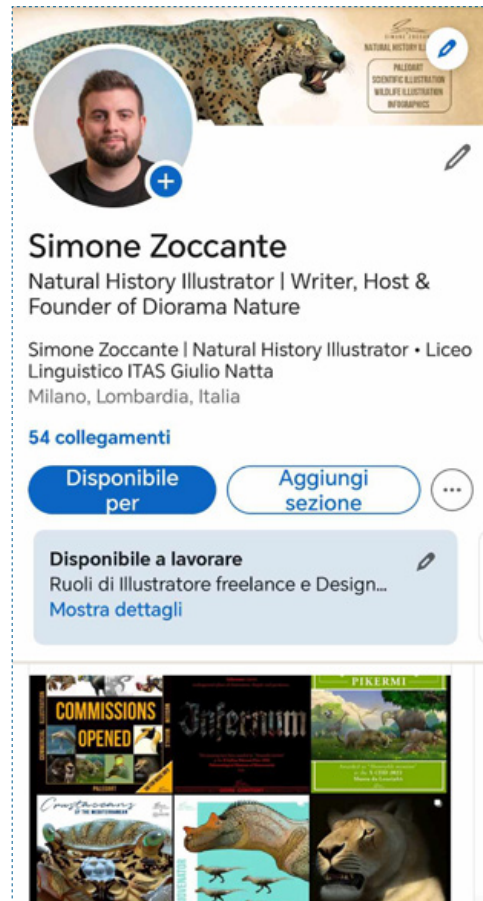 SIMONE ZOCCANTE
NATURAL HISTORY
PALEOART
SCIENTIFIC ILLUSTRATION
WILDLIFE ILLUSTRATION
INFOGRAPHICS
Simone Zoccante
Natural History Illustrator | Writer, Host &
Founder of Diorama Nature
Simone Zoccante | Natural History Illustrator • Liceo
Linguistico ITAS Giulio Natta
Milano, Lombardia, Italia
54 collegamenti
Disponibile
per
Aggiungi
sezione
Disponibile a lavorare
Ruoli di Illustratore freelance e Design...
Mostra dettagli
COMMISSIONS
OPENED
PALEOART
Infernum
PIKERMI
Crustaceans
OF THE MEDITERRANEAN